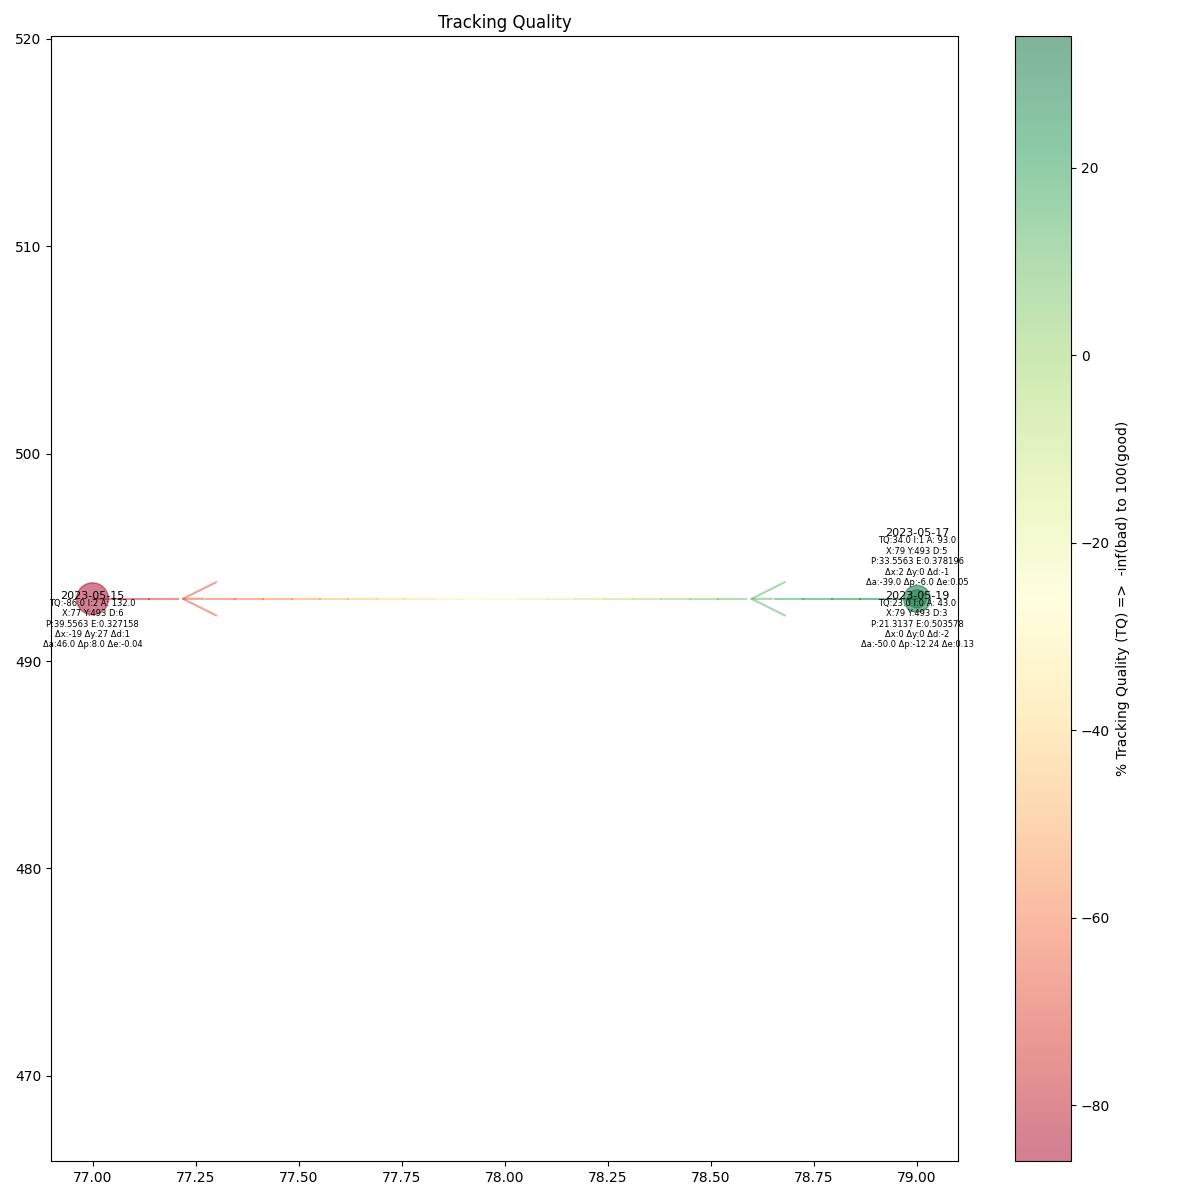 Tracking Quality
520
510
500
490
480
470
2023-05-17
TQ:34.0 I:1 A: 93.0
X:79 Y:493 D:5
P:33.5563 E:0.378196
Δx:2 Δy:0 Δd:-1
Δa:-39.0 Δp:-6.0 Δe:0.05
2023-05-15
TQ:-86.0 I:2 A: 132.0
X:77 Y:493 D:6
P:39.5563 E:0.327158
Δx:-19 Δy:27 Δd:1
Δa:46.0 Δp:8.0 Δe:-0.04
2023-05-19
TQ:23.0 I:0 A: 43.0
X:79 Y:493 D:3
P:21.3137 E:0.503578
Δx:0 Δy:0 Δd:-2
Δa:-50.0 Δp:-12.24 Δe:0.13
77.00 77.25 77.50 77.75 78.00 78.25 78.50 78.75 79.00
20
0
−20
−40
−60
−80
% Tracking Quality (TQ) => -inf(bad) to 100(good)